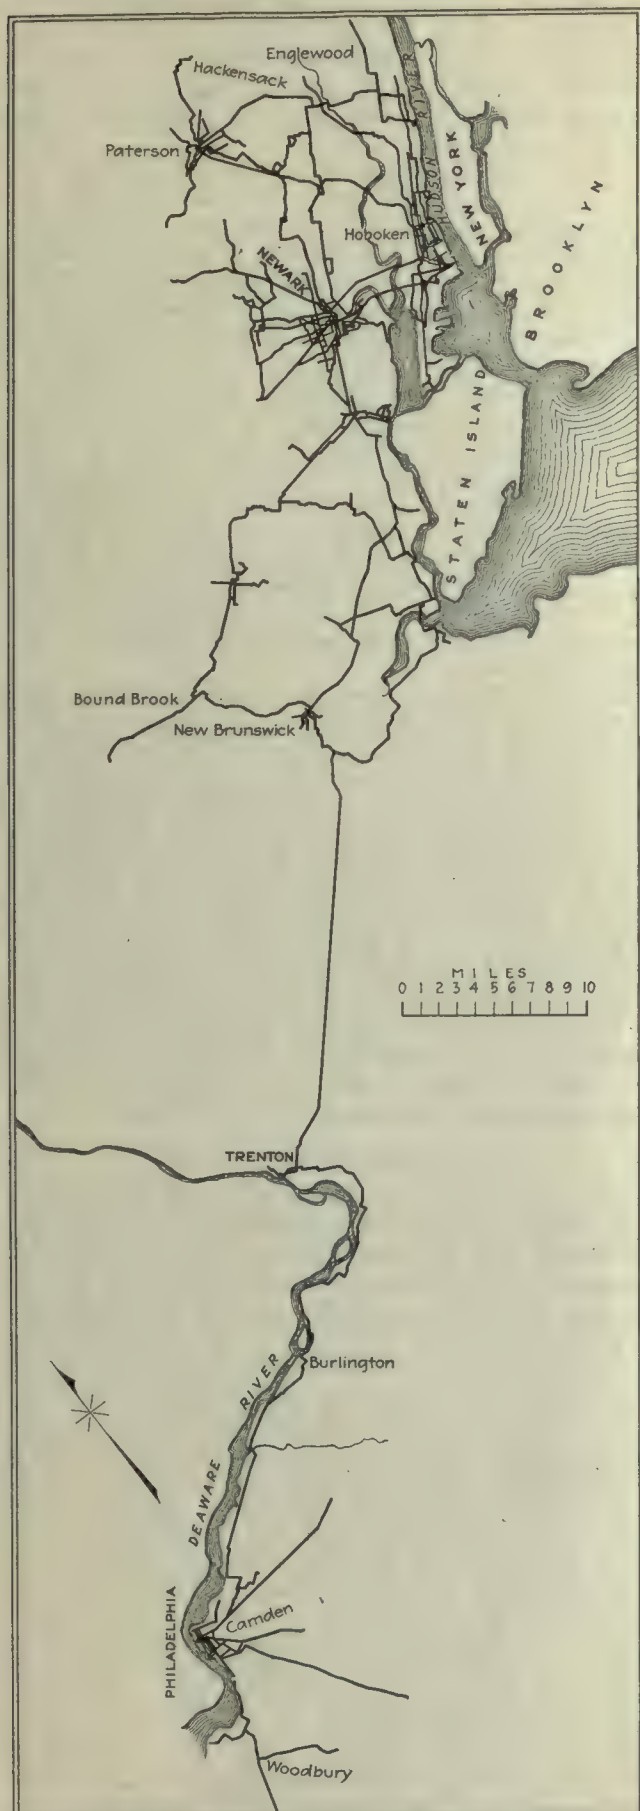 Englewood
Hackensack
Paterson
HUDSON RIVER
NEW YORK
BROOKLYN
Hoboken
NEWARK
STATEN ISLAND
Bound Brook
New Brunswick
MILES
0 1 2 3 4 5 6 7 8 9 10
TRENTON
Burlington
DEAWARE RIVER
PHILADELPHIA
Camden
Woodbury